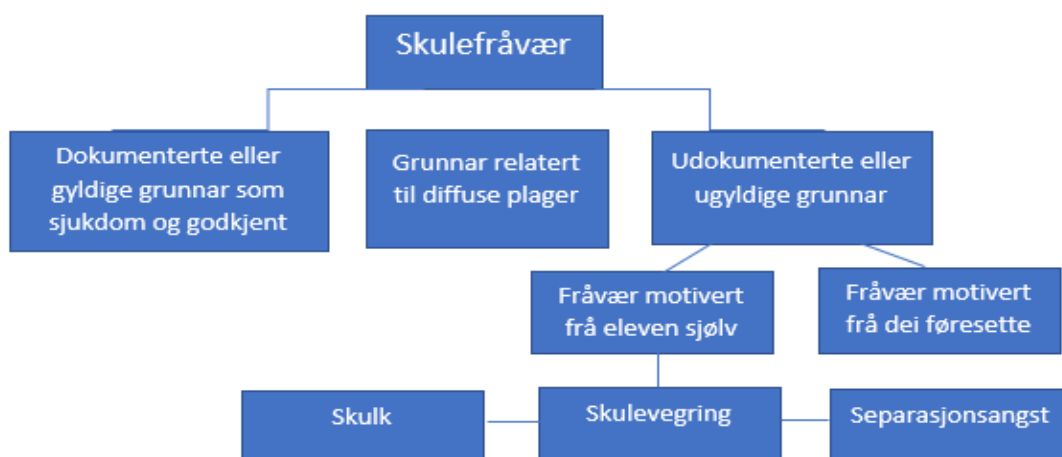 Skulefråvær
Dokumenterte eller
gyldige grunnar som
sjukdom og godkjent
Grunnar relatert
til diffuse plager
Udokumenterte eller
ugyldige grunnar
Fråvær motivert
frå eleven sjølv
Fråvær motivert
frå dei føresette
Skulk
Skulevegring
Separasjonsangst